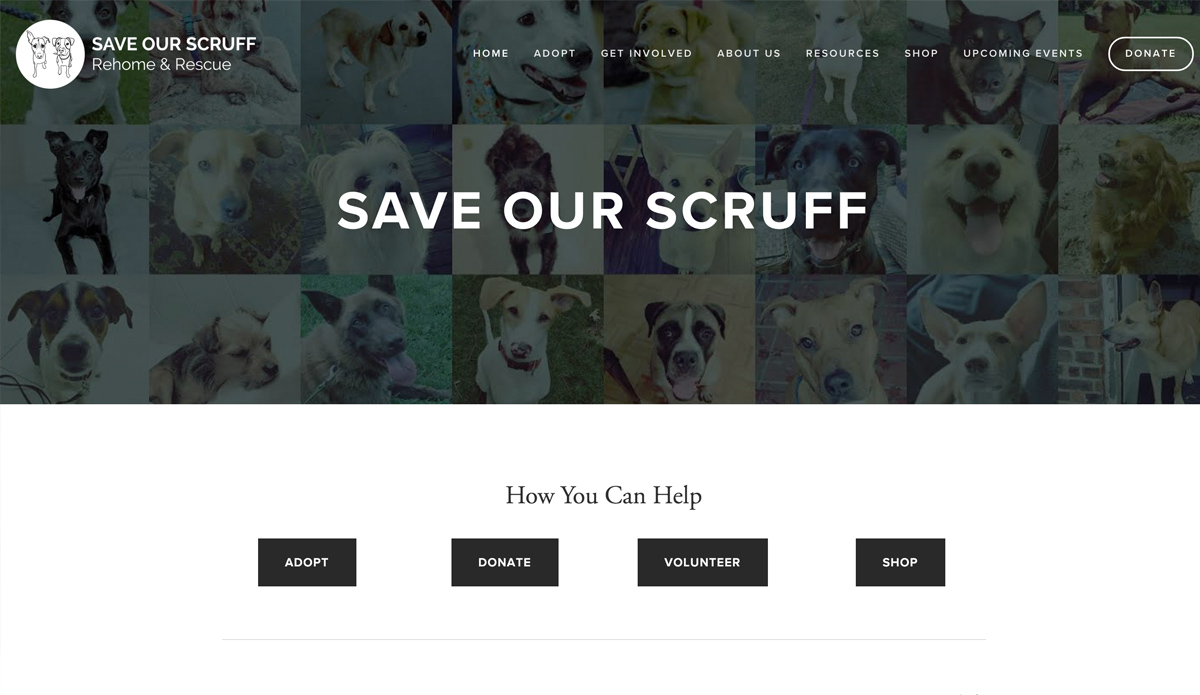 SAVE OUR SCRUFF
Rehome & Rescue
HOME ADOPT GET INVOLVED ABOUT US RESOURCES SHOP UPCOMING EVENTS DONATE
SAVE OUR SCRUFF
How You Can Help
ADOPT DONATE VOLUNTEER SHOP